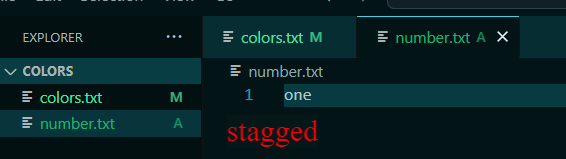 EXPLORER ...
colors.txt M
number.txt A
COLORS
colors.txt M
number.txt A
number.txt
1 one
stagged